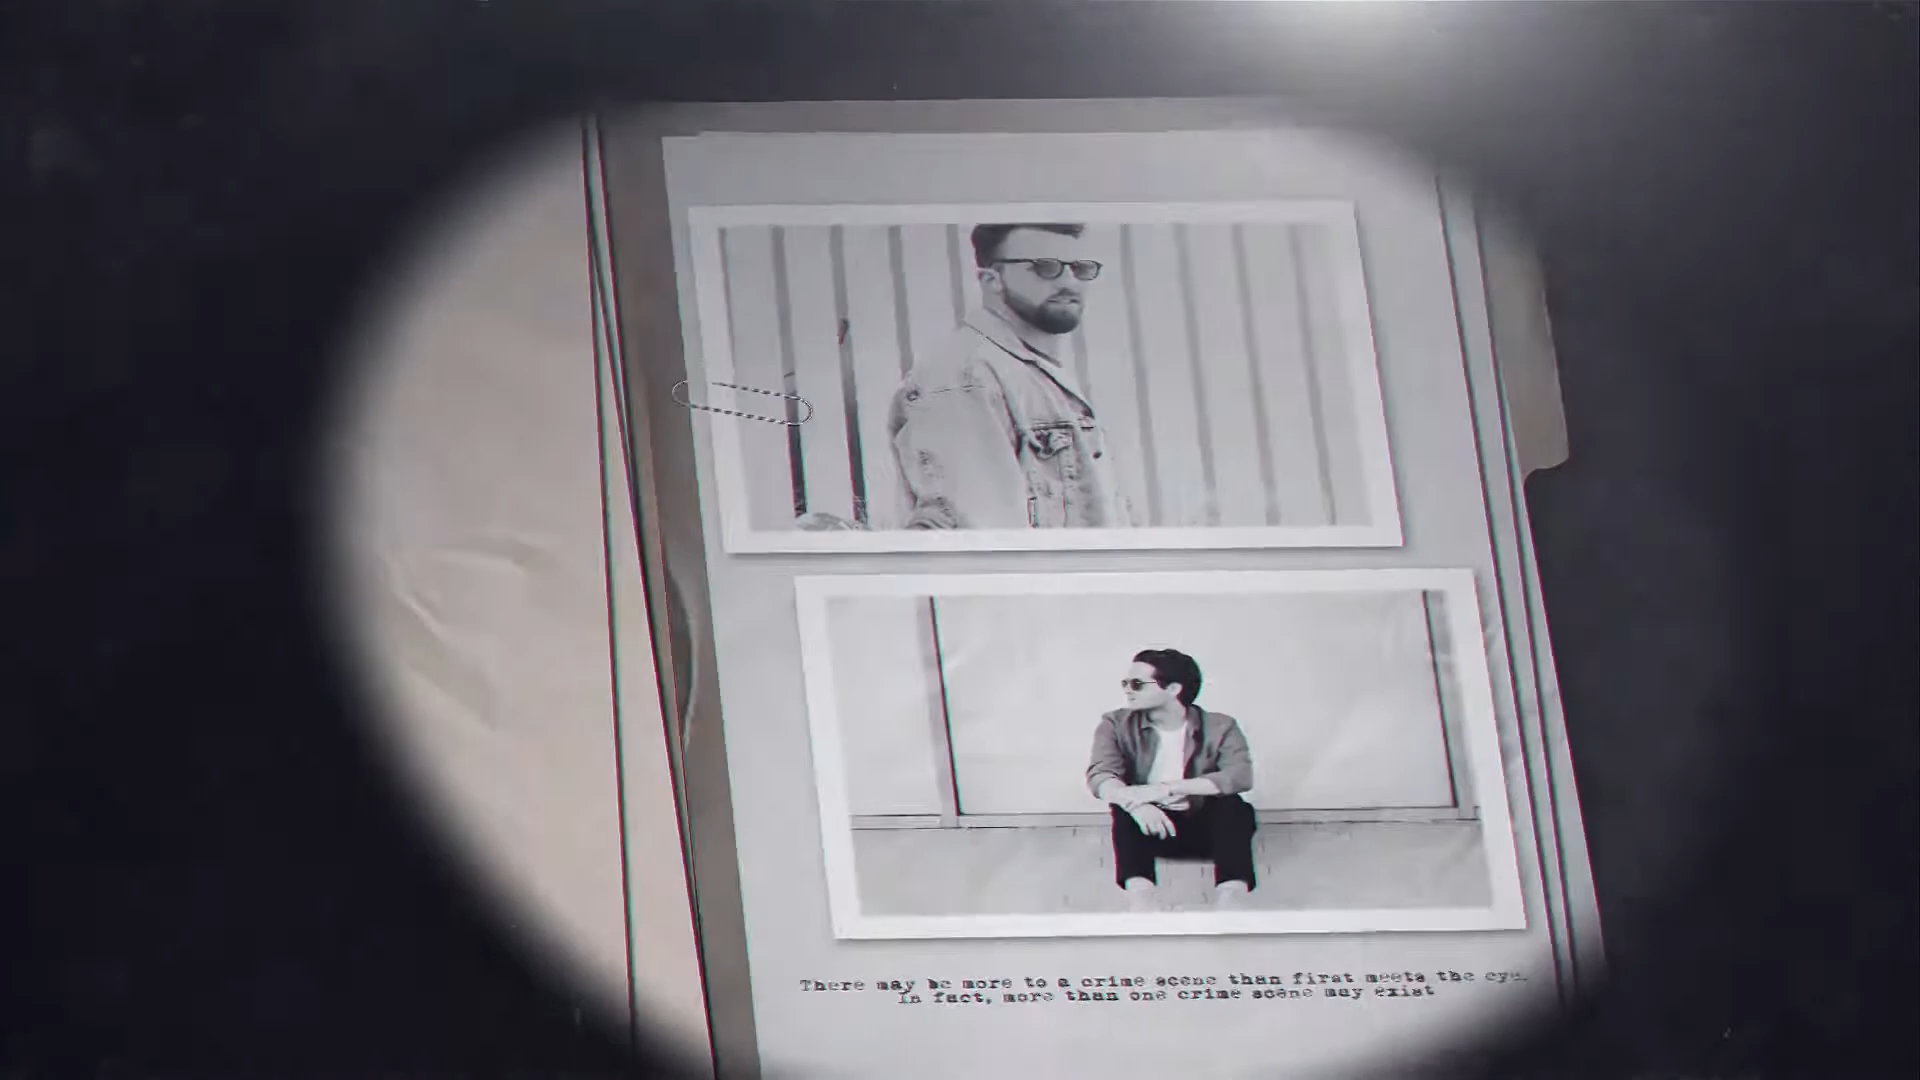 There may be more to a crime scene than first meets the eye.
In fact, more than one crime scene may exist